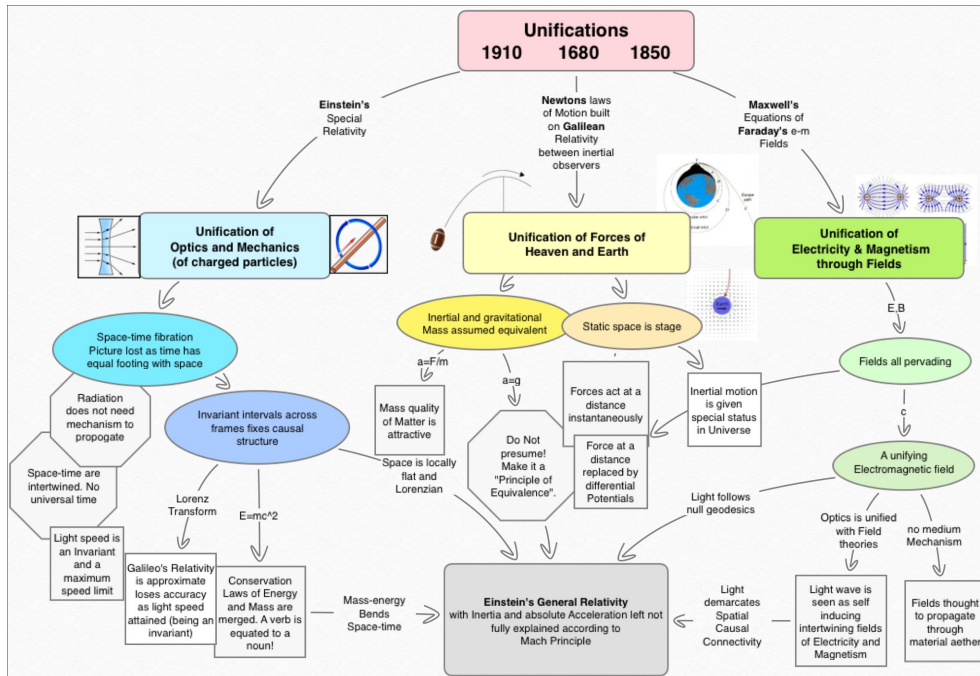 Unifications
1910 1680 1850
Einstein's
Special
Relativity
Newtons laws
of Motion built
on Galilean
Relativity
between inertial
observers
Maxwell's
Equations of
Faraday's e-m
Fields
Unification of
Optics and Mechanics
(of charged particles)
Unification of Forces of
Heaven and Earth
Unification of
Electricity & Magnetism
through Fields
Space-time fibration
Picture lost as time has
equal footing with space
Inertial and gravitational
Mass assumed equivalent
Static space is stage
E,B
Fields all pervading
a=F/m
a=g
Radiation
does not need
mechanism to
propogate
Invariant intervals across
frames fixes causal
structure
Mass quality
of Matter is
attractive
Forces act at a
distance
instantaneously
Inertial motion is
given special status
in Universe
c
Space-time are
intertwined. No
universal time
Space is locally
flat and Lorenzian
Do Not
presume!
Make it a
"Principle of
Equivalence".
Force at a
distance
replaced by
differential
Potentials
A unifying
Electromagnetic field
Lorenz
Transform
E=mc^2
Light follows
null geodesics
Optics is unified
with Field
theories
no medium
Mechanism
Light speed is
an Invariant
and a
maximum
speed limit
Galileo's Relativity
is approximate
loses accuracy
as light speed
attained (being an
invariant)
Conservation
Laws of Energy
and Mass are
merged. A verb is
equated to a
noun!
Mass-energy
Bends
Space-time
Einstein's General Relativity
with Inertia and absolute Acceleration left not
fully explained according to
Mach Principle
Light
demarcates
Spatial
Causal
Connectivity
Light wave is
seen as self
inducing
intertwining fields
of Electricity and
Magnetism
Fields thought
to propagate
through
material aether